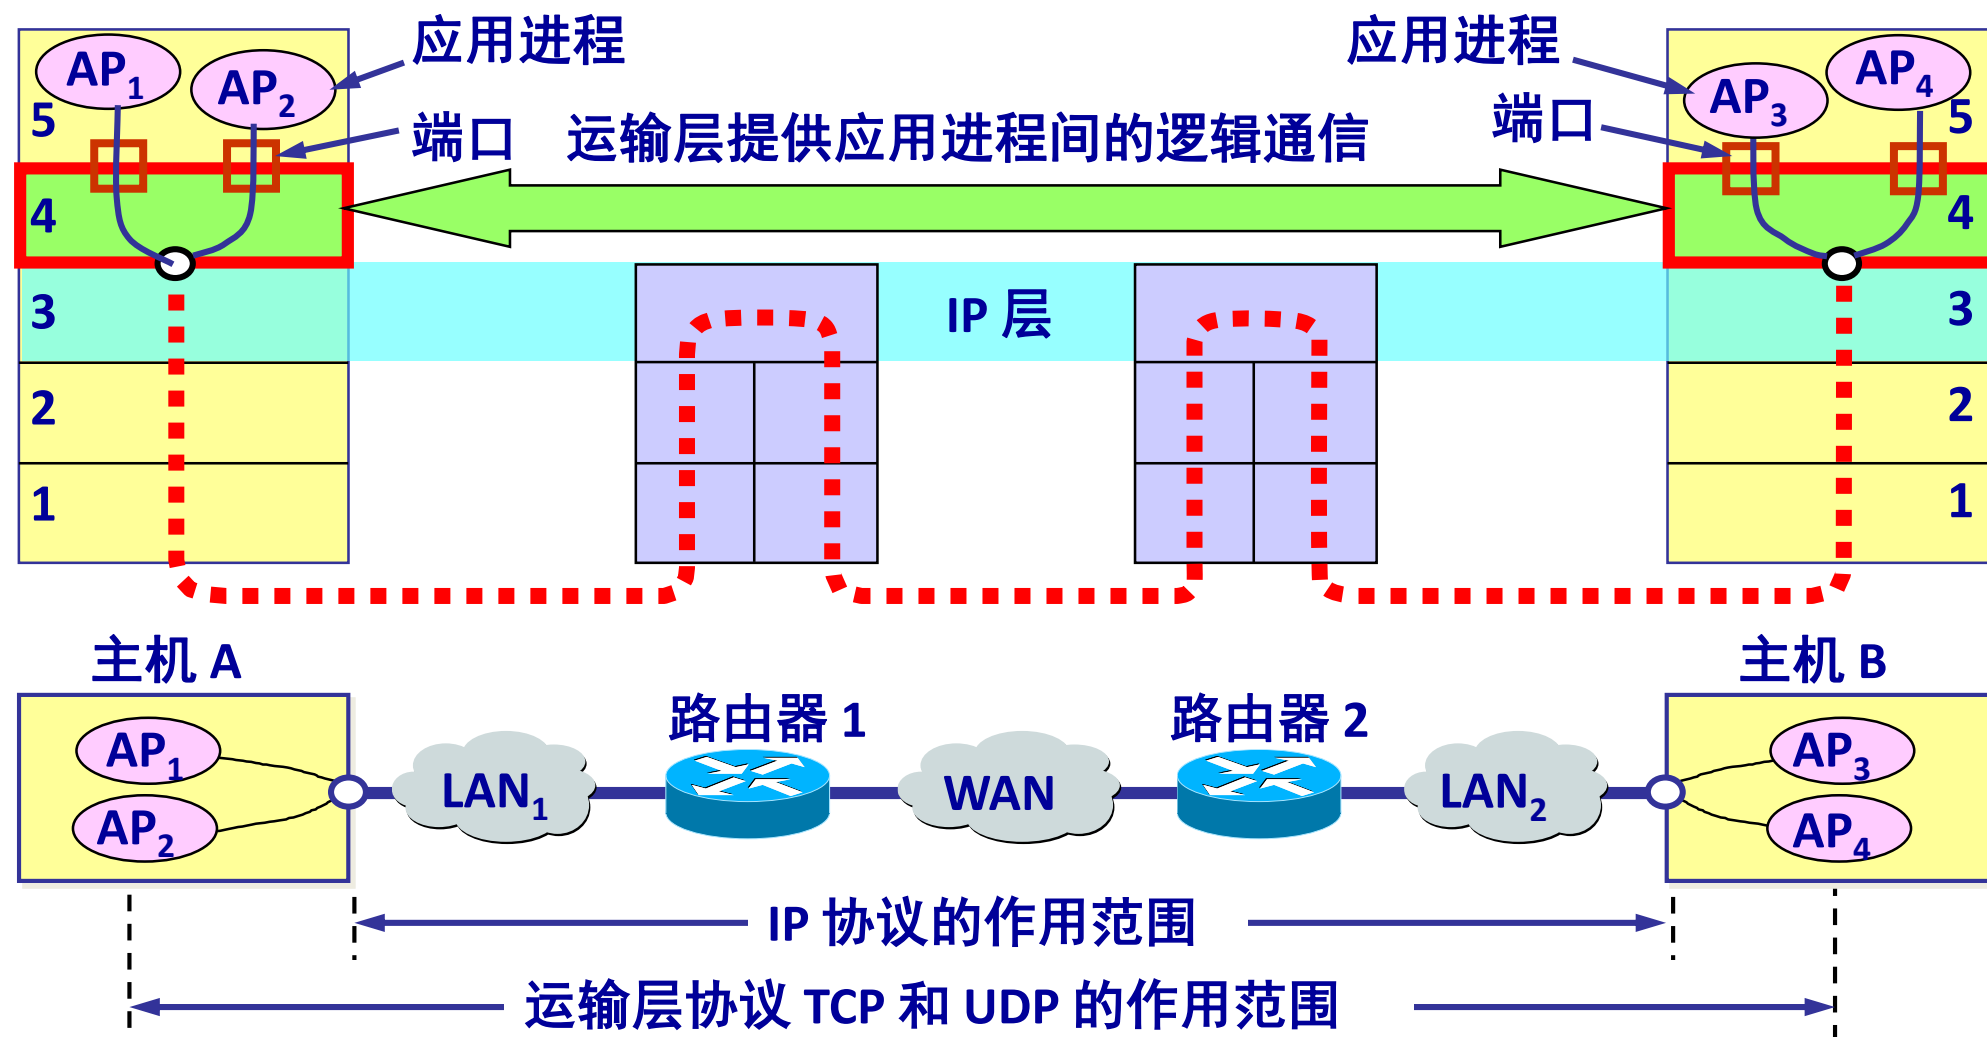 应用进程
应用进程
AP1
AP2
AP3
AP4
5
端口
运输层提供应用进程间的逻辑通信
端口
5
4
4
3
IP 层
3
2
2
1
1
主机 A
主机 B
路由器 1
路由器 2
AP1
AP2
LAN1
WAN
LAN2
AP3
AP4
IP 协议的作用范围
运输层协议 TCP 和 UDP 的作用范围